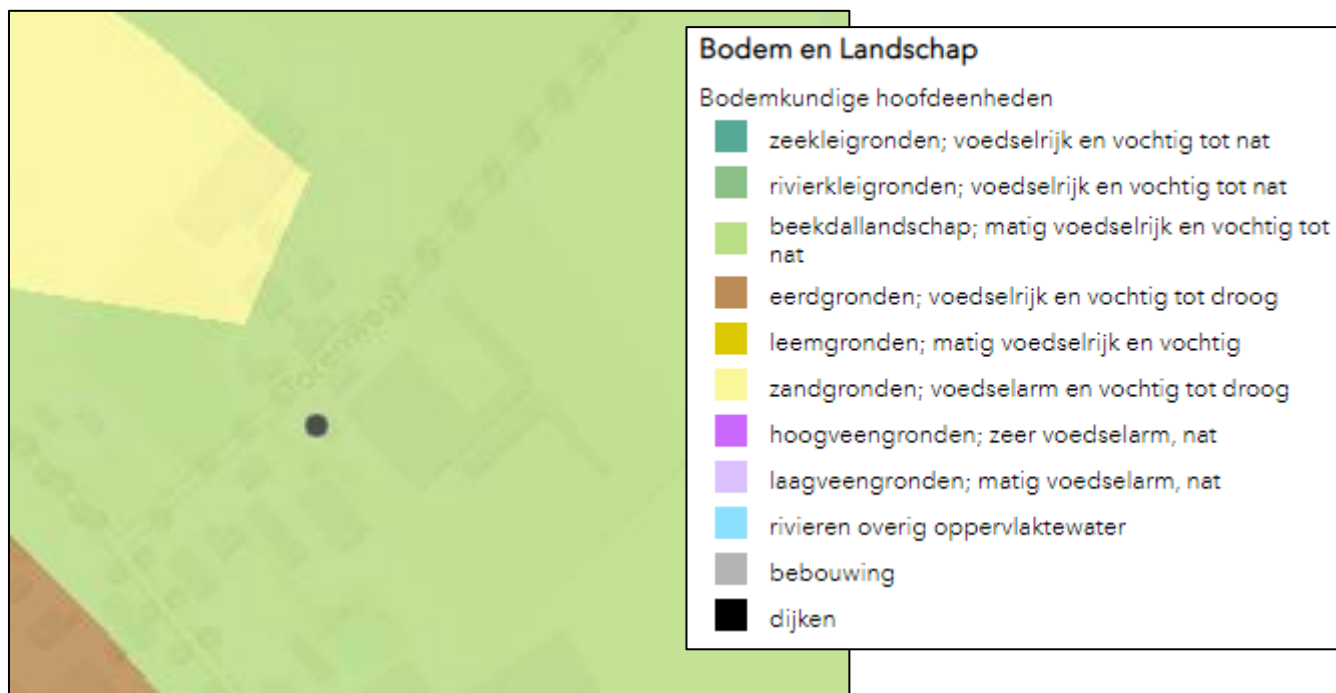 Bodem en Landschap
Bodemkundige hoofdeenheden
zeekleigronden; voedselrijk en vochtig tot nat
rivierkleigronden; voedselrijk en vochtig tot nat
beekdallandschap; matig voedselrijk en vochtig tot
nat
eerdgronden; voedselrijk en vochtig tot droog
leemgronden; matig voedselrijk en vochtig
zandgronden; voedselarm en vochtig tot droog
hoogveengronden; zeer voedselarm, nat
laagveengronden; matig voedselarm, nat
rivieren overig oppervlaktewater
bebouwing
dijken